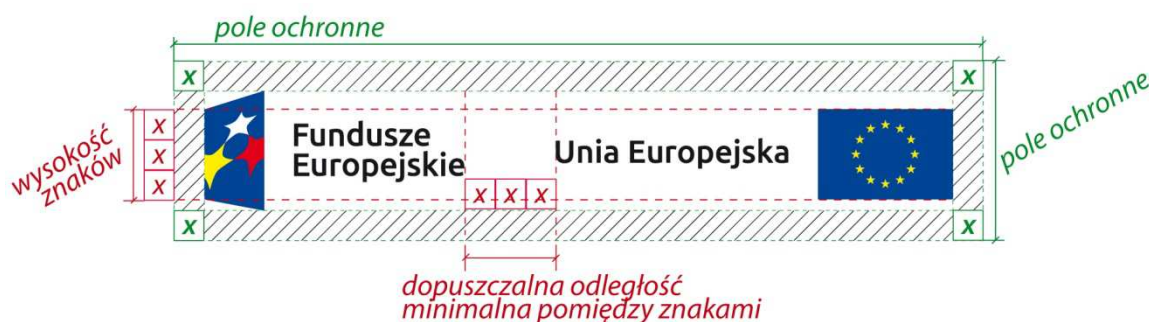 pole ochronne
x
x
wysokość
znaków
x
x
x
Fundusze
Europejskie
Unia Europejska
x x x
pole ochronne
x
x
dopuszczalna odległość
minimalna pomiędzy znakami